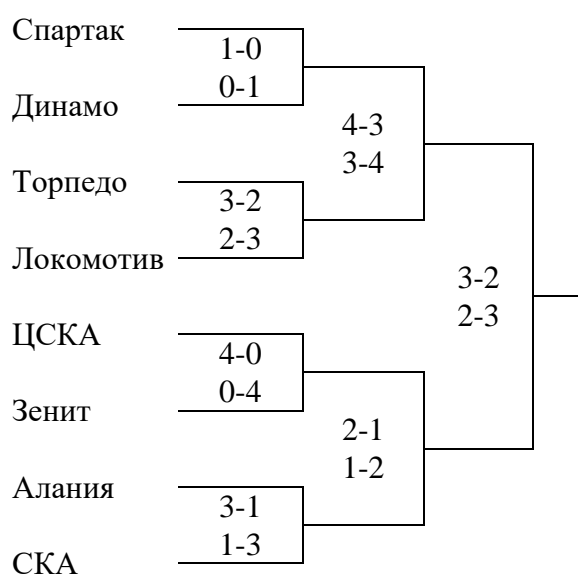 Спартак
1-0
0-1
Динамо
4-3
3-4
Торпедо
3-2
2-3
Локомотив
3-2
2-3
ЦСКА
4-0
0-4
Зенит
2-1
1-2
Алания
3-1
1-3
СКА